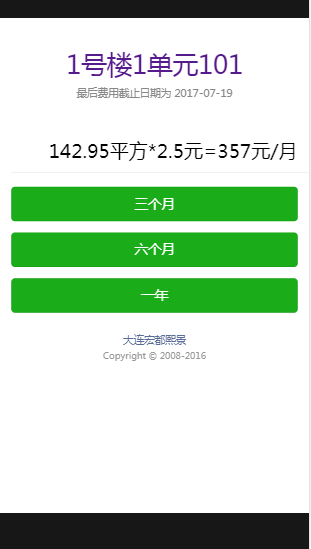 1号楼1单元101
最后费用截止日期为 2017-07-19
142.95平方*2.5元=357元/月
三个月
六个月
一年
大连宏都熙景
Copyright © 2008-2016